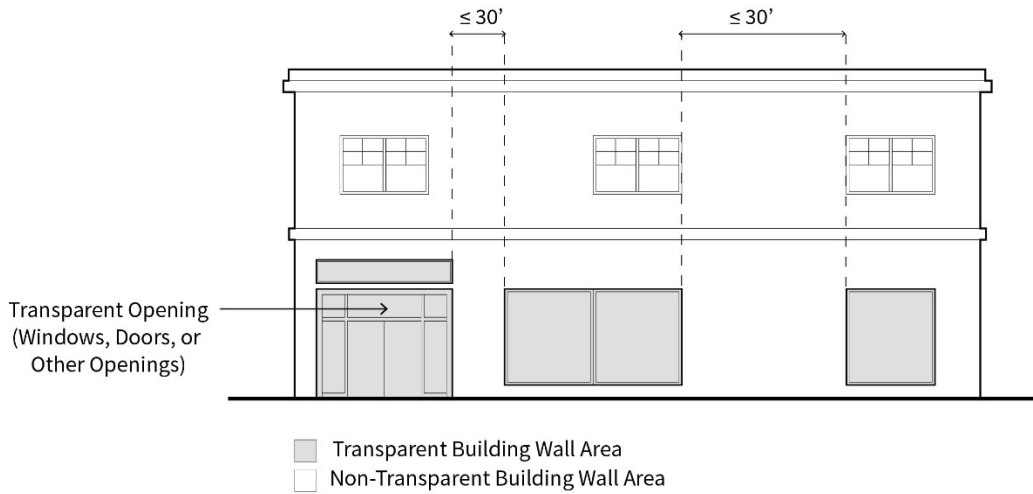 ≤ 30’
≤ 30’
Transparent Opening
(Windows, Doors, or
Other Openings)
Transparent Building Wall Area
Non-Transparent Building Wall Area